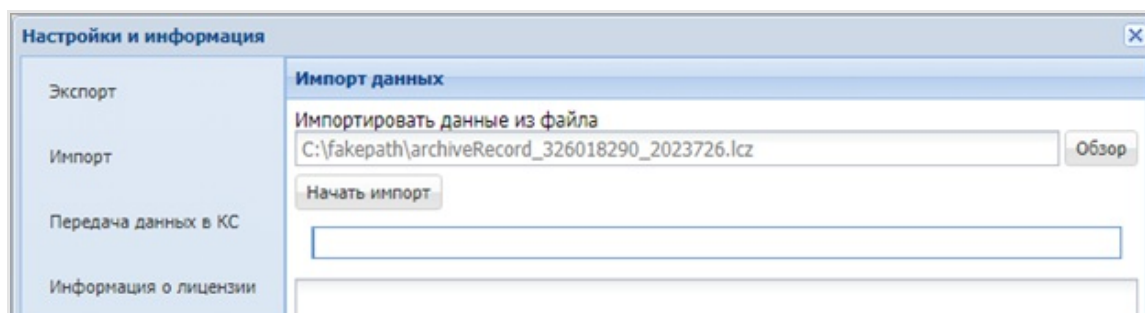 Настройки и информация
Экспорт
Импорт
Передача данных в КС
Информация о лицензии
Импорт данных
Импортировать данные из файла
C:\fakepath\archiveRecord_326018290_2023726.lcz
Обзор
Начать импорт